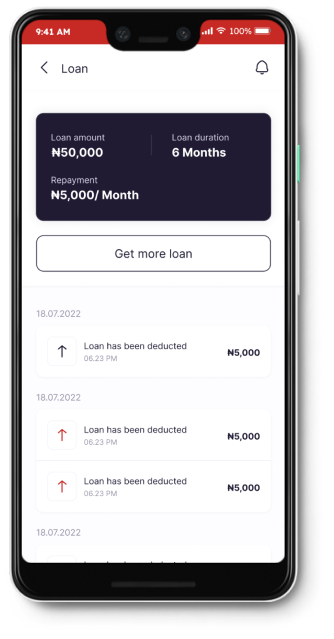 9:41 AM 100%
Loan
Loan amount Loan duration
₦50,000 6 Months
Repayment
₦5,000/ Month
Get more loan
18.07.2022
Loan has been deducted
06.23 PM
₦5,000
18.07.2022
Loan has been deducted
06.23 PM
₦5,000
Loan has been deducted
06.23 PM
₦5,000
18.07.2022